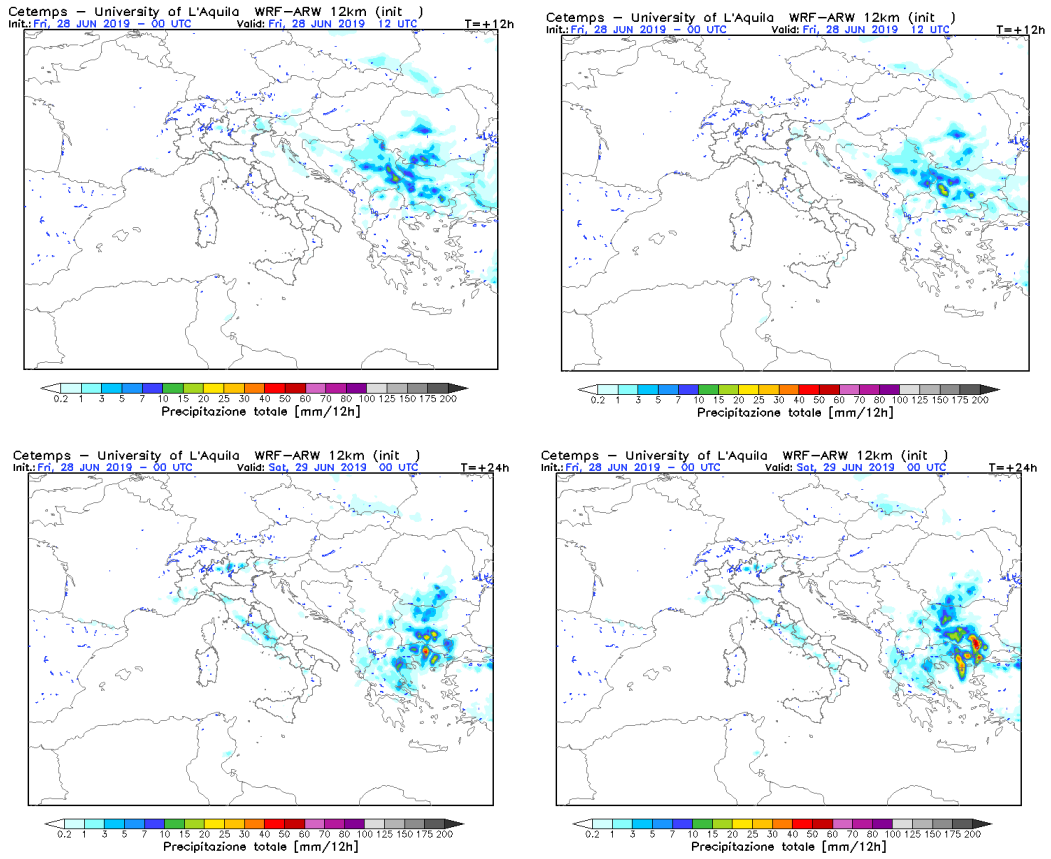 Cetemps - University of L'Aquila WRF-ARW 12km (init )
Init.: Fri, 28 JUN 2019 - 00 UTC Valid: Fri, 28 JUN 2019 12 UTC T=+12h
0.2 1 3 5 7 10 15 20 25 30 40 50 60 70 80 100 125 150 175 200
Precipitazione totale [mm/12h]
Cetemps - University of L'Aquila WRF-ARW 12km (init )
Init.: Fri, 28 JUN 2019 - 00 UTC Valid: Fri, 28 JUN 2019 12 UTC T=+12h
0.2 1 3 5 7 10 15 20 25 30 40 50 60 70 80 100 125 150 175 200
Precipitazione totale [mm/12h]
Cetemps - University of L'Aquila WRF-ARW 12km (init )
Init.: Fri, 28 JUN 2019 - 00 UTC Valid: Sat, 29 JUN 2019 00 UTC T=+24h
0.2 1 3 5 7 10 15 20 25 30 40 50 60 70 80 100 125 150 175 200
Precipitazione totale [mm/12h]
Cetemps - University of L'Aquila WRF-ARW 12km (init )
Init.: Fri, 28 JUN 2019 - 00 UTC Valid: Sat, 29 JUN 2019 00 UTC T=+24h
0.2 1 3 5 7 10 15 20 25 30 40 50 60 70 80 100 125 150 175 200
Precipitazione totale [mm/12h]